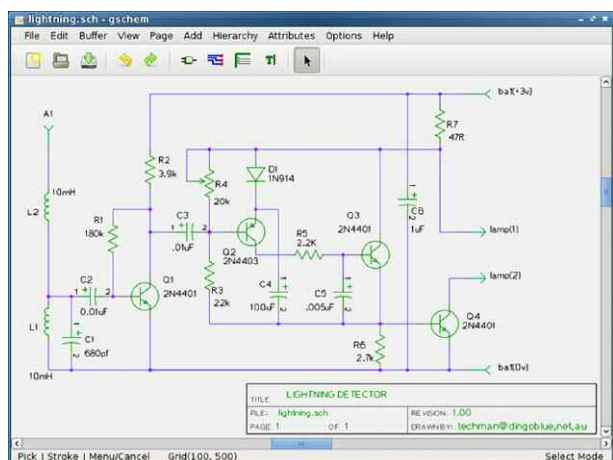 lightning.sch - gschem
File Edit Buffer View Page Add Hierarchy Attributes Options Help
bat(+3v)
A1
R7
47R
R2
3.9k
D1
1N914
10mH
R4
20k
L2
C6
1uF
R1
180k
C3
.01uF
Q3
2N4401
lamp(1)
R5
2.2K
Q2
2N4403
C2
0.01uF
Q1
2N4401
R3
22k
C4
100uF
C5
.005uF
lamp(2)
L1
C1
680pf
Q4
2N4401
R6
2.7k
10mH
bat(0v)
TITLE LIGHTNING DETECTOR
FILE: lightning.sch REVISION: 1.00
PAGE 1 OF 1 DRAWN BY: techman@dingoblue.net.au
Pick | Stroke | Menu/Cancel Grid(100, 500) Select Mode